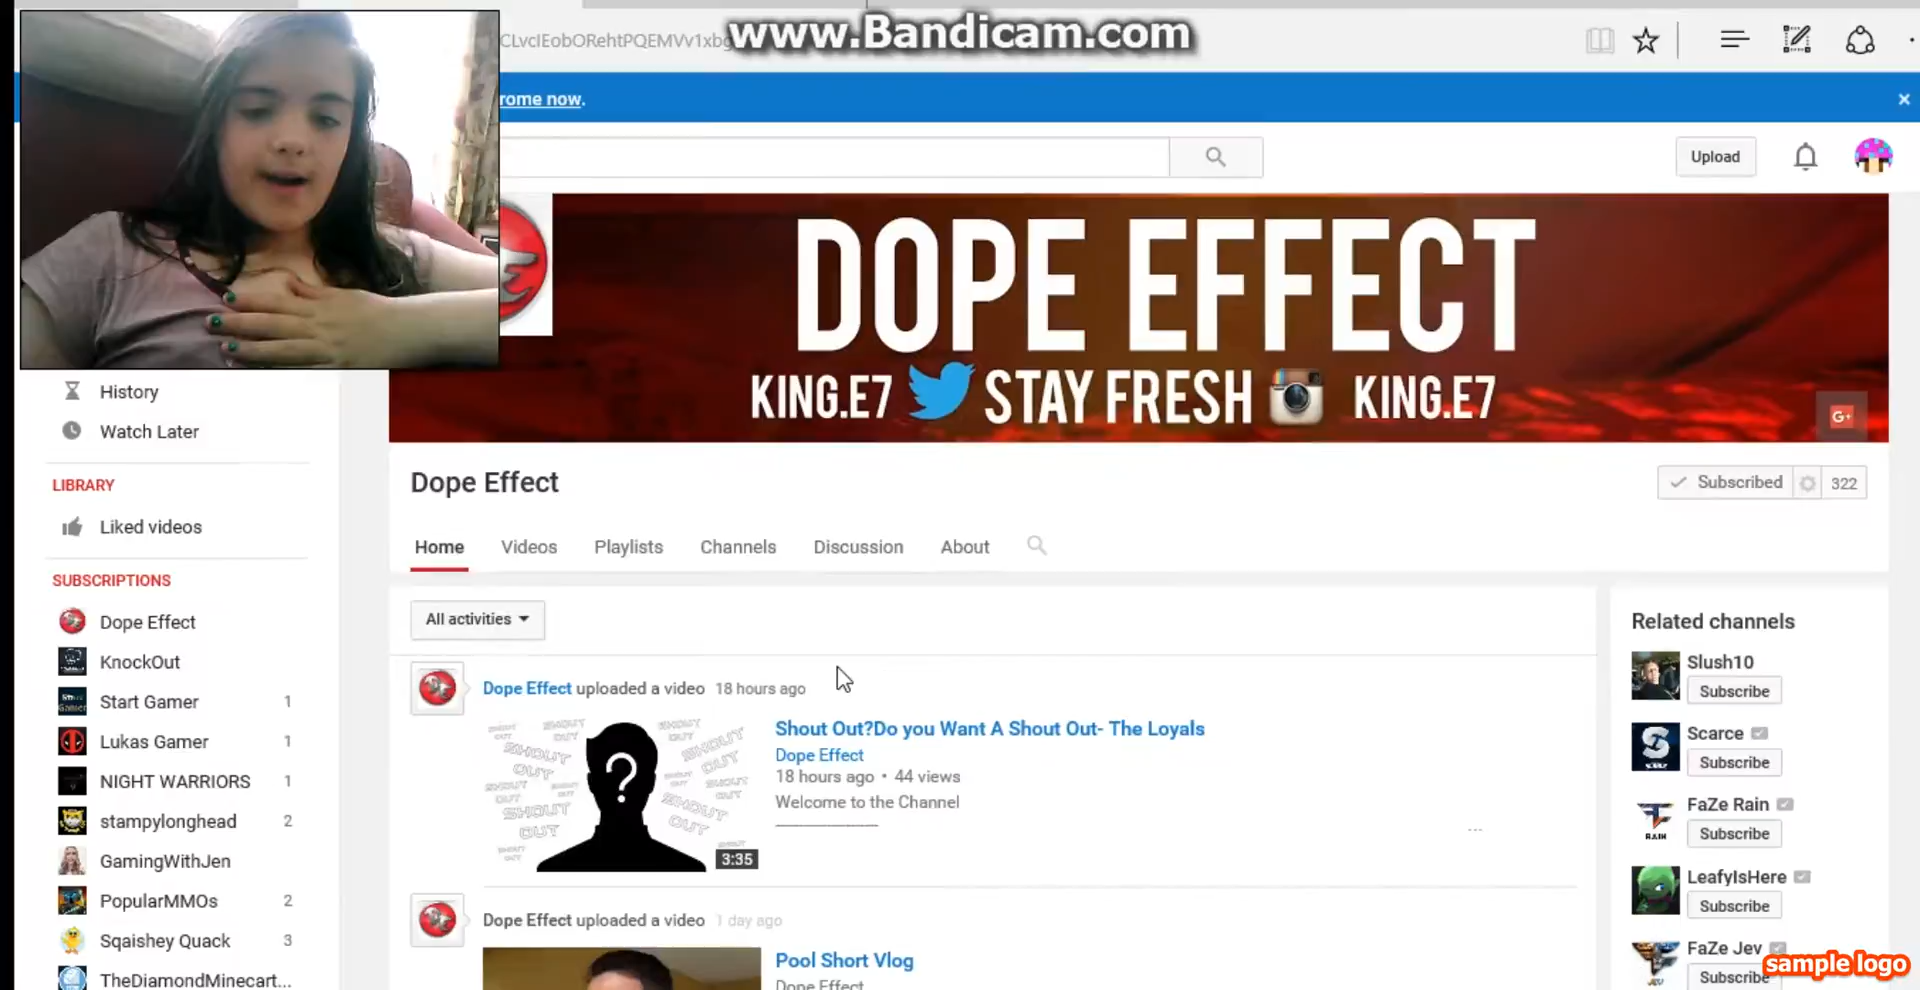 www.Bandicam.com
rome now.
Upload
DOPE EFFECT
KING.E7 STAY FRESH KING.E7
G+
History
Watch Later
Dope Effect
Subscribed 322
LIBRARY
Liked videos
Home Videos Playlists Channels Discussion About
SUBSCRIPTIONS
Dope Effect
KnockOut
Start Gamer 1
Lukas Gamer 1
NIGHT WARRIORS 1
stampylonghead 2
GamingWithJen
PopularMMOs 2
Sqaishey Quack 3
TheDiamondMinecart...
All activities
Dope Effect uploaded a video 18 hours ago
SHOUT OUT
?
3:35
Shout Out?Do you Want A Shout Out- The Loyals
Dope Effect
18 hours ago • 44 views
Welcome to the Channel
Dope Effect uploaded a video 1 day ago
Pool Short Vlog
Dope Effect
Related channels
Slush10
Subscribe
Scarce
Subscribe
FaZe Rain
RAIN
Subscribe
LeafyIsHere
Subscribe
FaZe Jev
Subscribe
sample logo